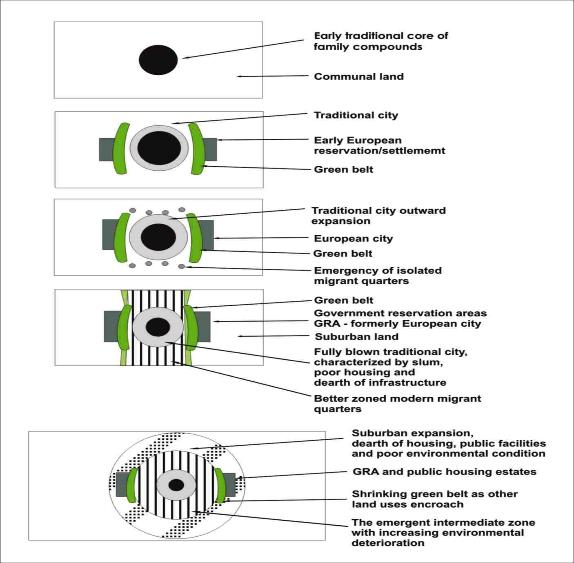 Early traditional core of
family compounds
Communal land
Traditional city
Early European
reservation/settlememt
Green belt
Traditional city outward
expansion
European city
Green belt
Emergency of isolated
migrant quarters
Green belt
Government reservation areas
GRA - formerly European city
Suburban land
Fully blown traditional city,
characterized by slum,
poor housing and
dearth of infrastructure
Better zoned modern migrant
quarters
Suburban expansion,
dearth of housing, public facilities
and poor environmental condition
GRA and public housing estates
Shrinking green belt as other
land uses encroach
The emergent intermediate zone
with increasing environmental
deterioration